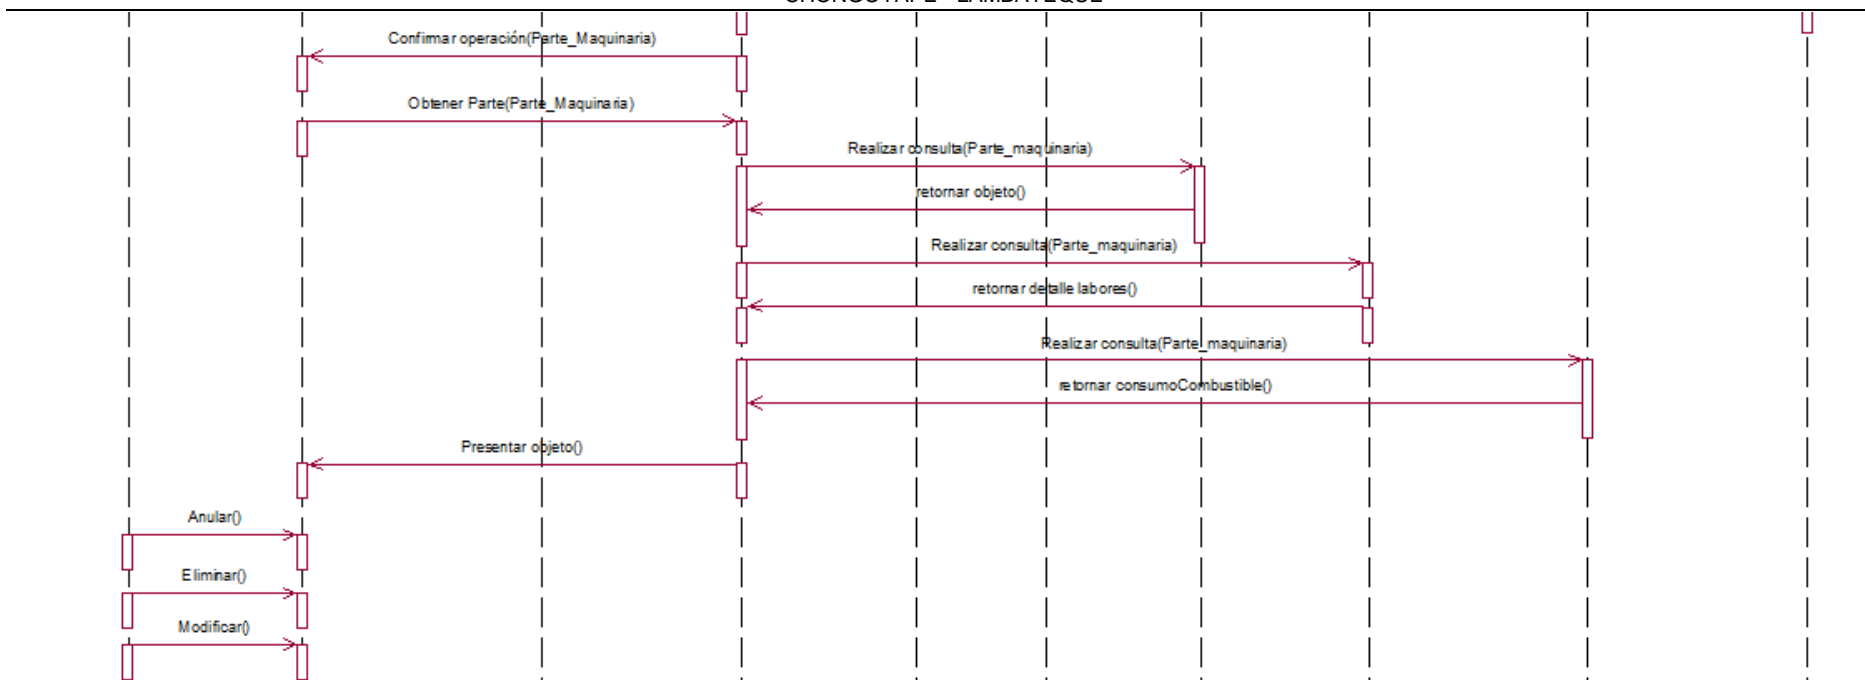 Confirmar operación(Parte_Maquinaria)
Obtener Parte(Parte_Maquinaria)
Realizar consulta(Parte_maquinaria)
retornar objeto()
Realizar consulta(Parte_maquinaria)
retornar detalle labores()
Realizar consulta(Parte_maquinaria)
retornar consumoCombustible()
Presentar objeto()
Anular()
Eliminar()
Modificar()